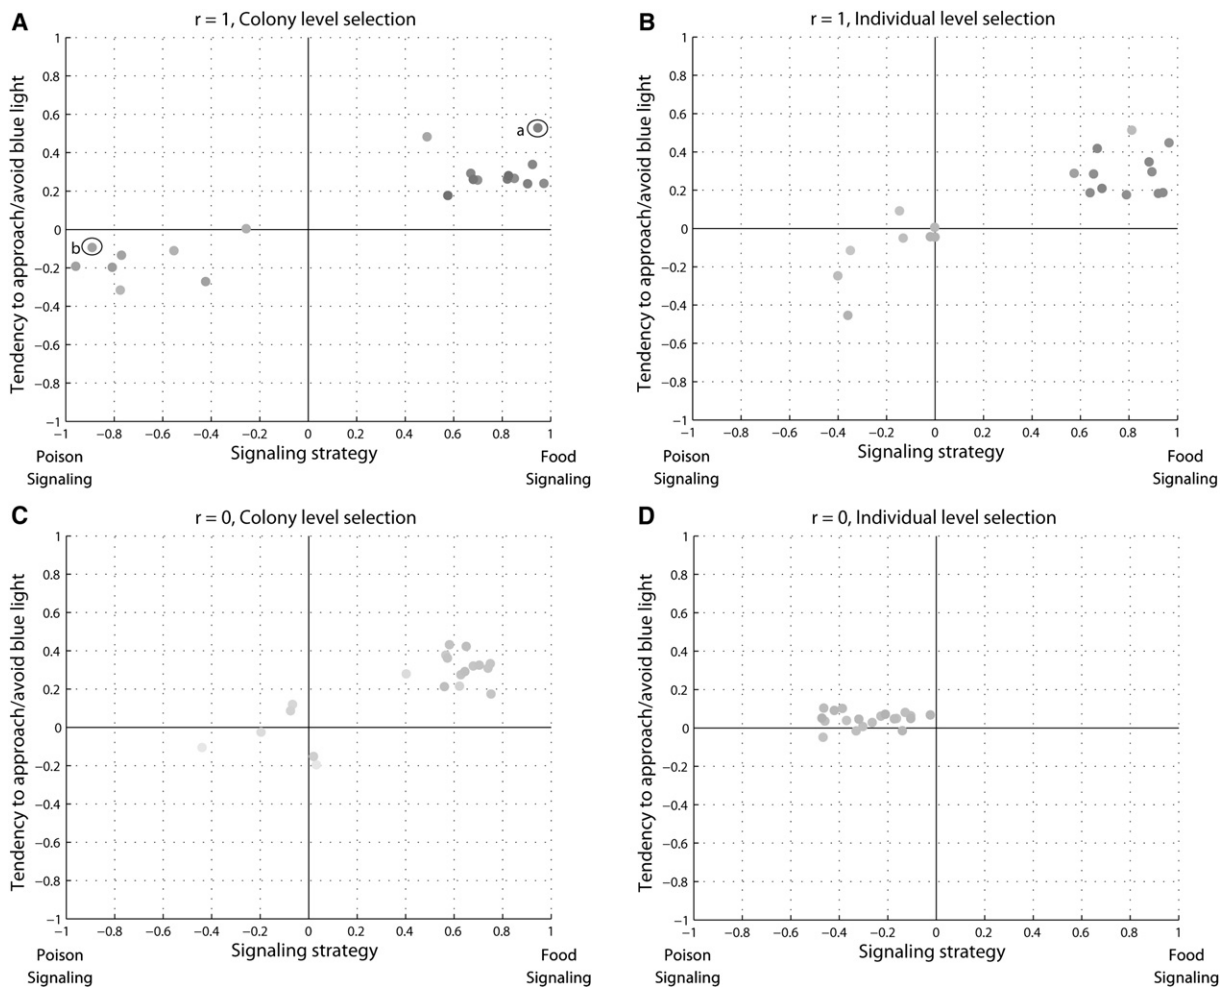 A
r = 1, Colony level selection
Tendency to approach/avoid blue light
1
0.8
0.6
0.4
0.2
0
−0.2
−0.4
−0.6
−0.8
−1
a
b
−1 −0.8 −0.6 −0.4 −0.2 0 0.2 0.4 0.6 0.8 1
Poison
Signaling
Signaling strategy
Food
Signaling
B
r = 1, Individual level selection
Tendency to approach/avoid blue light
1
0.8
0.6
0.4
0.2
0
−0.2
−0.4
−0.6
−0.8
−1
−1 −0.8 −0.6 −0.4 −0.2 0 0.2 0.4 0.6 0.8 1
Poison
Signaling
Signaling strategy
Food
Signaling
C
r = 0, Colony level selection
Tendency to approach/avoid blue light
1
0.8
0.6
0.4
0.2
0
−0.2
−0.4
−0.6
−0.8
−1
−1 −0.8 −0.6 −0.4 −0.2 0 0.2 0.4 0.6 0.8 1
Poison
Signaling
Signaling strategy
Food
Signaling
D
r = 0, Individual level selection
Tendency to approach/avoid blue light
1
0.8
0.6
0.4
0.2
0
−0.2
−0.4
−0.6
−0.8
−1
−1 −0.8 −0.6 −0.4 −0.2 0 0.2 0.4 0.6 0.8 1
Poison
Signaling
Signaling strategy
Food
Signaling